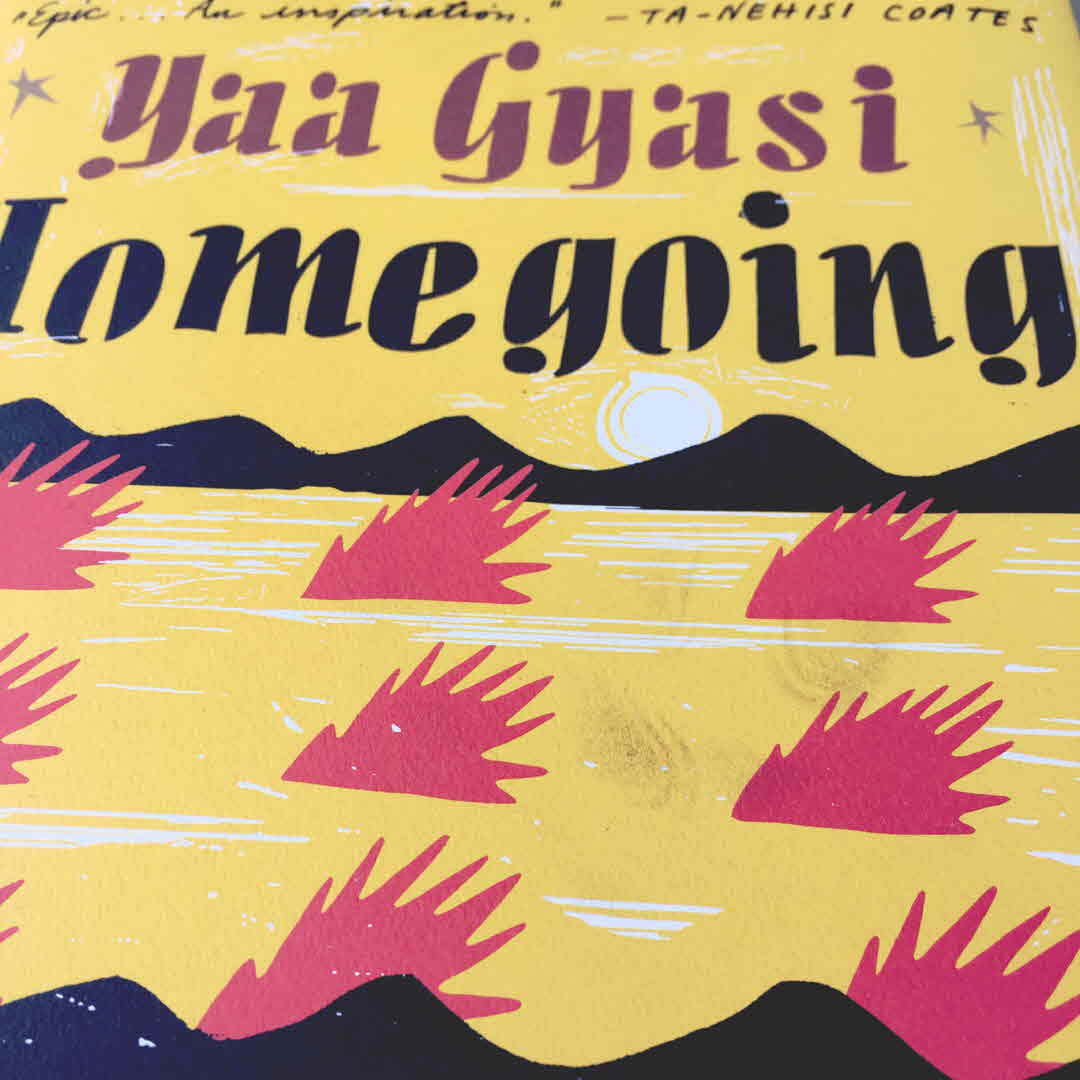 "Epic... An inspiration." —TA-NEHISI COATES
Yaa Gyasi
Homegoing